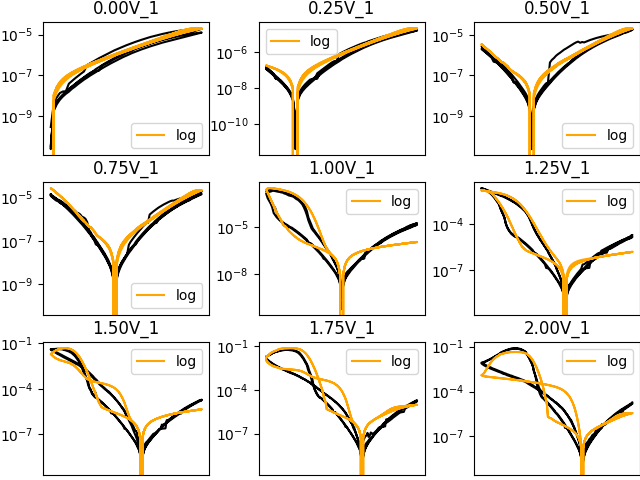 0.00V_1 0.25V_1 0.50V_1
10⁻⁵ 10⁻⁷ 10⁻⁹ log
10⁻⁶ 10⁻⁸ 10⁻¹⁰ log
10⁻⁵ 10⁻⁷ 10⁻⁹ log
0.75V_1 1.00V_1 1.25V_1
10⁻⁵ 10⁻⁷ 10⁻⁹ log
10⁻⁵ 10⁻⁸ log
10⁻⁴ 10⁻⁷ log
1.50V_1 1.75V_1 2.00V_1
10⁻¹ 10⁻⁴ 10⁻⁷ log
10⁻¹ 10⁻⁴ 10⁻⁷ log
10⁻¹ 10⁻⁴ 10⁻⁷ log